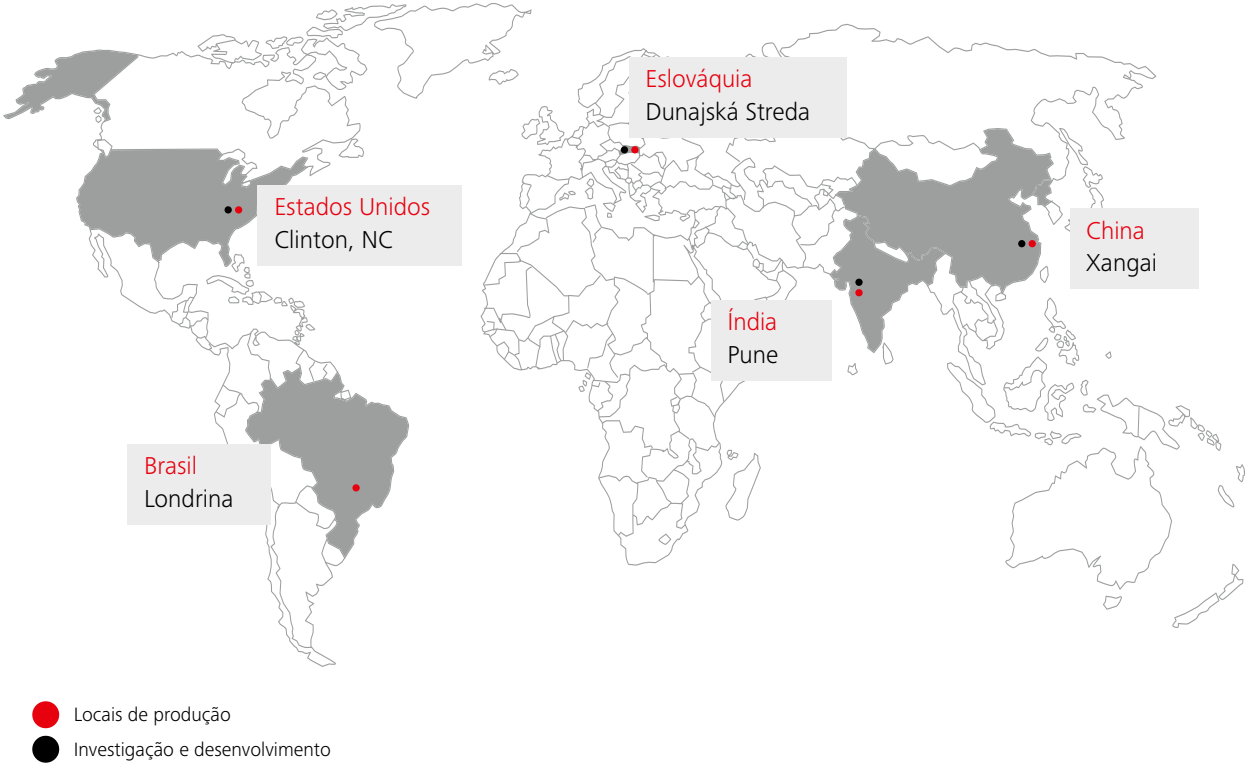 Eslováquia
Dunajská Streda
Estados Unidos
Clinton, NC
China
Xangai
Índia
Pune
Brasil
Londrina
Locais de produção
Investigação e desenvolvimento